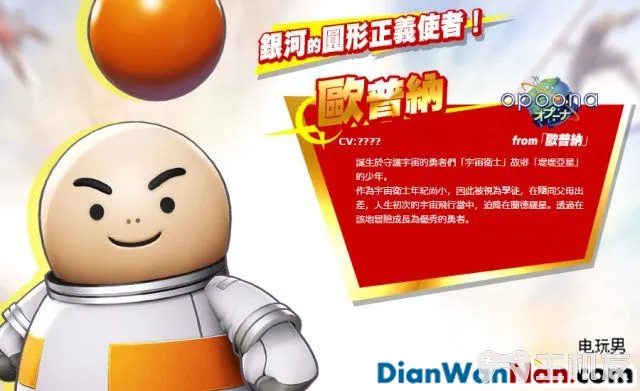 銀河的圓形正義使者！
歐普納
opoona
オプーナ
CV:????
from「歐普納」
誕生於守護宇宙的勇者們「宇宙衛士」故鄉「堤堤亞星」
的少年。
作為宇宙衛士年紀尚小，因此被視為學徒，在隨同父母出
差，人生初次的宇宙飛行當中，迫降在蘭德羅星。透過在
該地冒險成長為優秀的勇者。
电玩男
DianWanNan.com